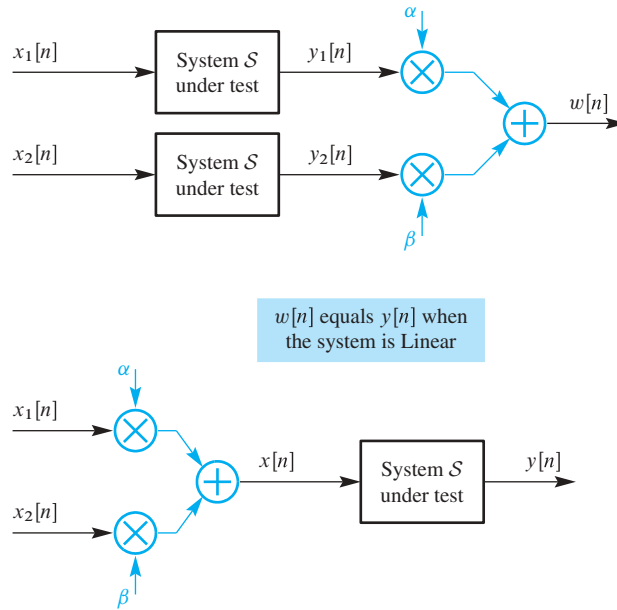 α
x₁[n] System 𝒮 under test y₁[n] w[n]
x₂[n] System 𝒮 under test y₂[n]
β
w[n] equals y[n] when
the system is Linear
α
x₁[n] x[n] System 𝒮 under test y[n]
x₂[n]
β